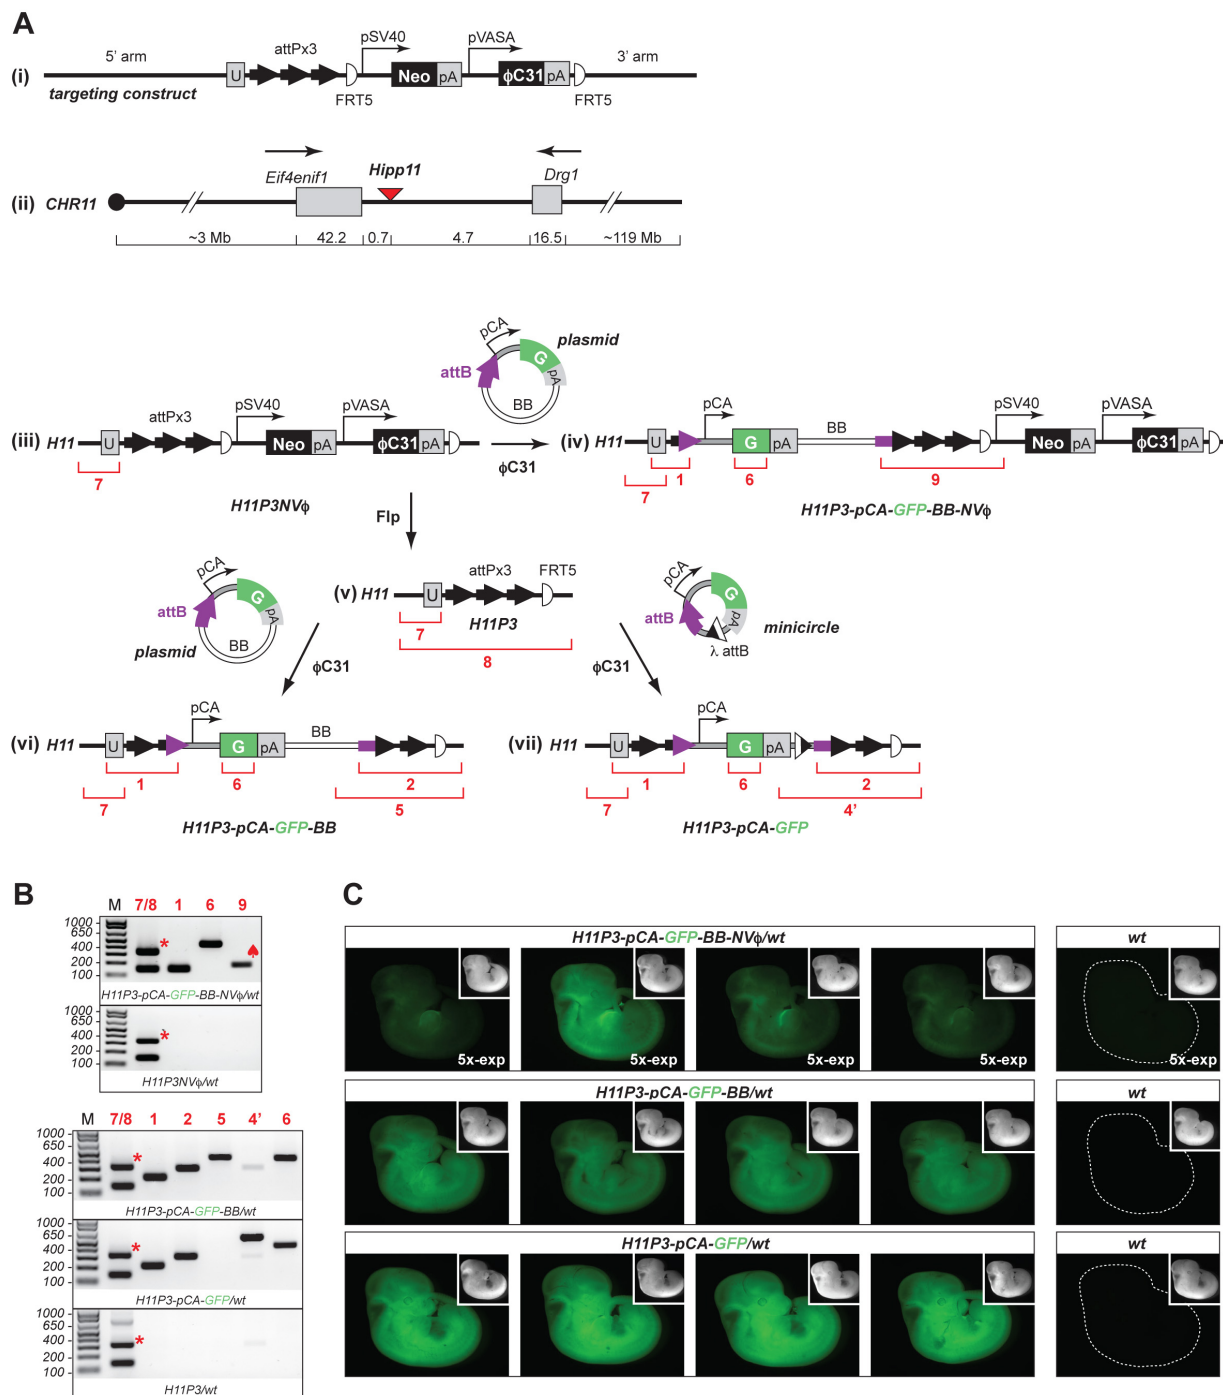 A
5' arm attPx3 pSV40 pVASA 3' arm
(i) U Neo pA ϕC31 pA
targeting construct FRT5 FRT5
Eif4enif1 Hipp11 Drg1
(ii) CHR11
~3 Mb 42.2 0.7 4.7 16.5 ~119 Mb
pCA G pA plasmid
attB BB
attPx3 pSV40 pVASA
(iii) H11 U Neo pA ϕC31 pA
7
H11P3NVϕ
ϕC31
pCA BB pSV40 pVASA
(iv) H11 U G pA Neo pA ϕC31 pA
1 6 9
7
H11P3-pCA-GFP-BB-NVϕ
Flp
pCA G pA
attB BB
plasmid
attPx3 FRT5
(v) H11 U
7 H11P3
8
pCA G pA
attB minicircle
λ attB
ϕC31 ϕC31
pCA BB
(vi) H11 U G pA
1 6 2
7 5
H11P3-pCA-GFP-BB
pCA
(vii) H11 U G pA
1 6 2
7 4'
H11P3-pCA-GFP
B
M 7/8 1 6 9
1000
650
400 *
200
100
H11P3-pCA-GFP-BB-NVϕ/wt
1000
650
400 *
200
100
H11P3NVϕ/wt
M 7/8 1 2 5 4' 6
1000
650
400 *
200
100
H11P3-pCA-GFP-BB/wt
1000
650
400 *
200
100
H11P3-pCA-GFP/wt
1000
650
400 *
200
100
H11P3/wt
C
H11P3-pCA-GFP-BB-NVϕ/wt wt
5x-exp 5x-exp 5x-exp 5x-exp 5x-exp
H11P3-pCA-GFP-BB/wt wt
H11P3-pCA-GFP/wt wt